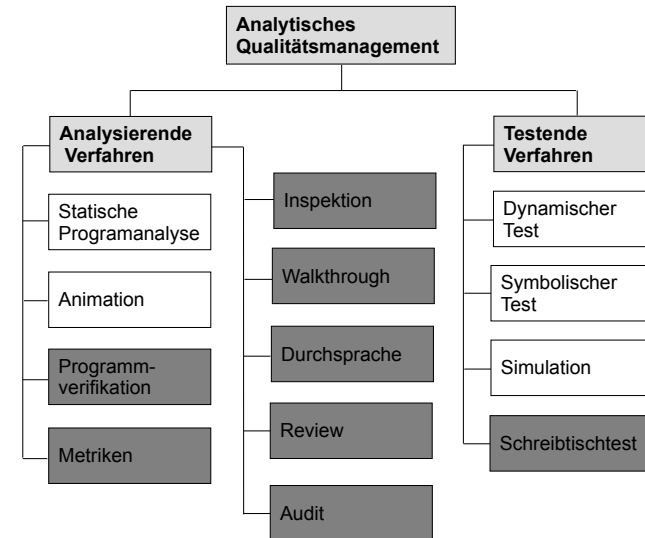 Analytisches
Qualitätsmanagement
Analysierende
Verfahren
Statische
Programanalyse
Animation
Programm-
verifikation
Metriken
Inspektion
Walkthrough
Durchsprache
Review
Audit
Testende
Verfahren
Dynamischer
Test
Symbolischer
Test
Simulation
Schreibtischtest